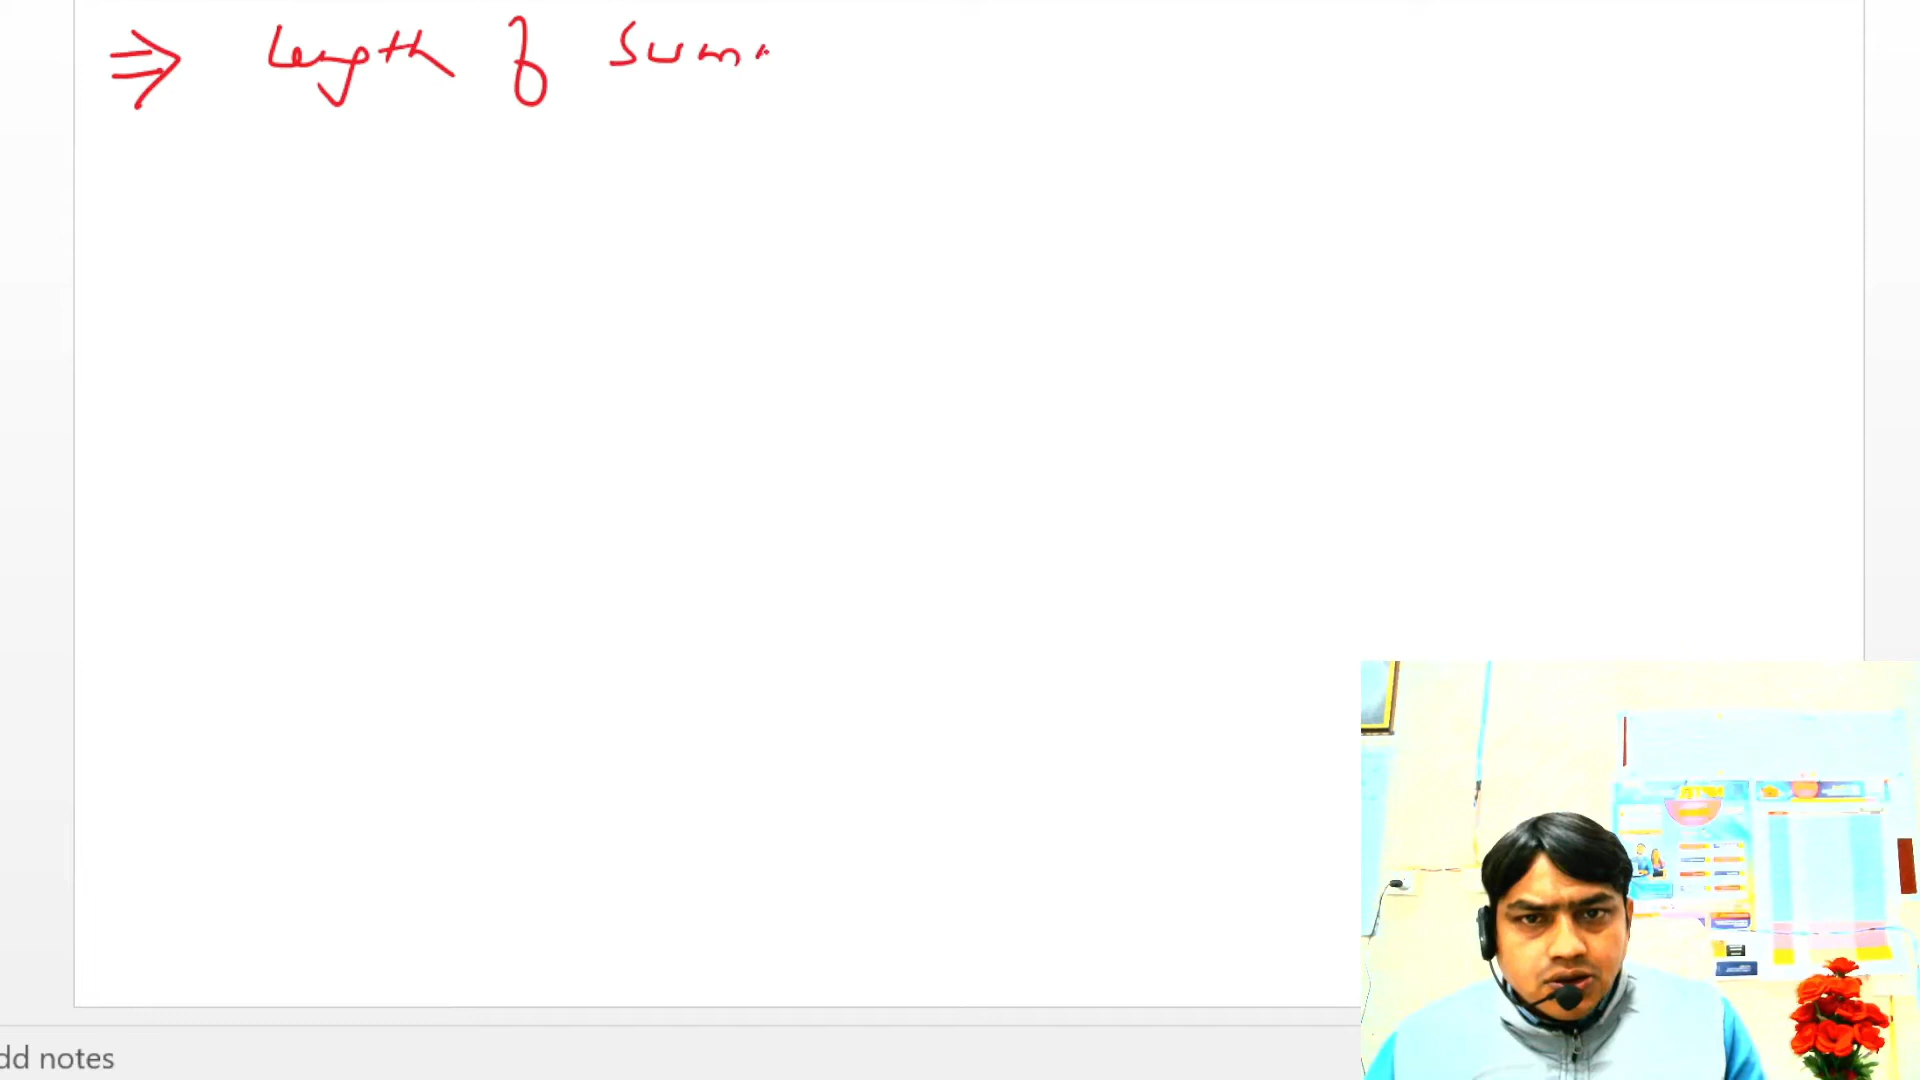 ⇒ Length of Sum
dd notes